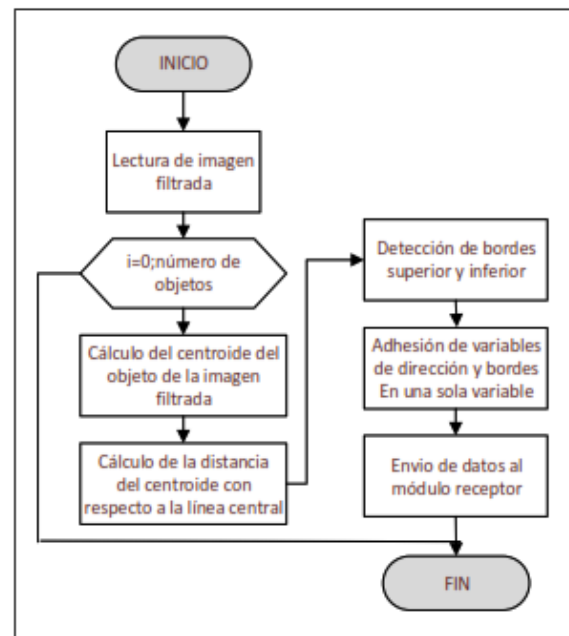 INICIO
Lectura de imagen
filtrada
i=0;número de
objetos
Cálculo del centroide del
objeto de la imagen
filtrada
Cálculo de la distancia
del centroide con
respecto a la línea central
Detección de bordes
superior y inferior
Adhesión de variables
de dirección y bordes
En una sola variable
Envio de datos al
módulo receptor
FIN